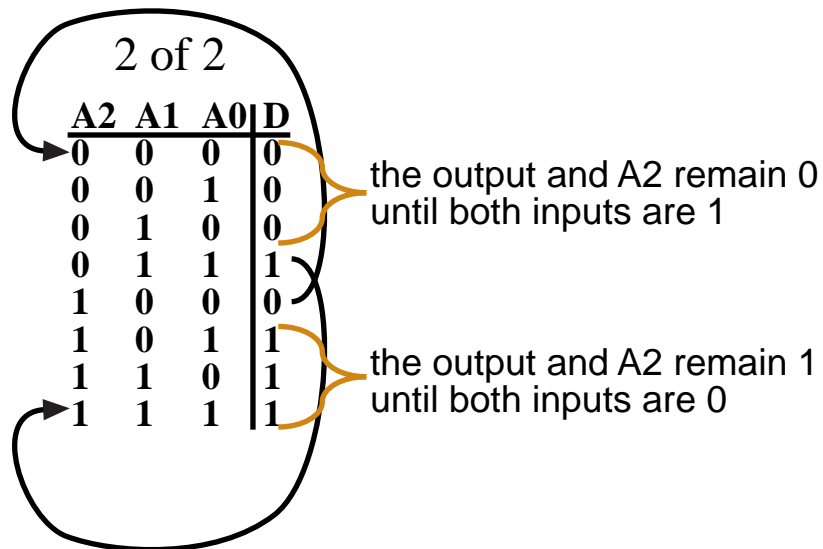 2 of 2
A2 A1 A0 D
0 0 0 0
0 0 1 0
0 1 0 0
0 1 1 1
1 0 0 0
1 0 1 1
1 1 0 1
1 1 1 1
the output and A2 remain 0
until both inputs are 1
the output and A2 remain 1
until both inputs are 0